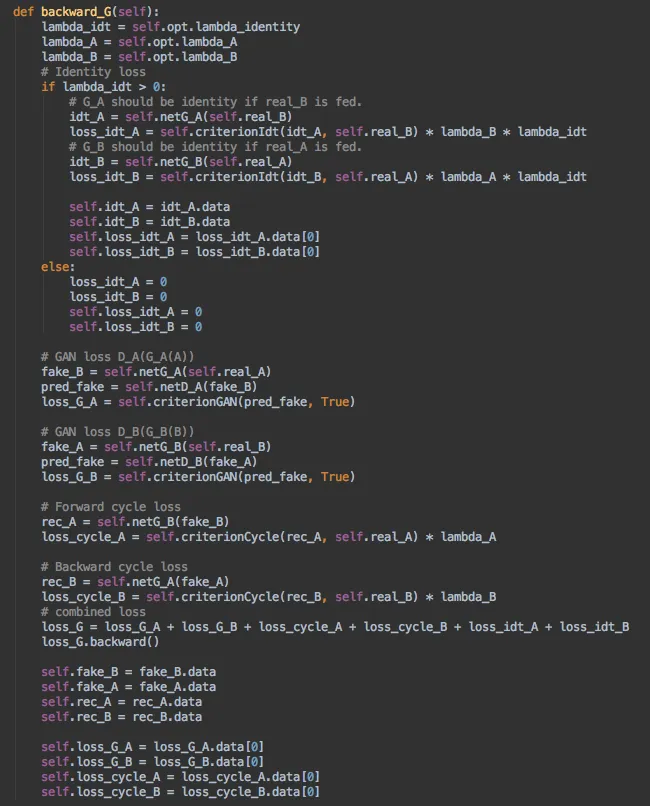 def backward_G(self):
lambda_idt = self.opt.lambda_identity
lambda_A = self.opt.lambda_A
lambda_B = self.opt.lambda_B
# Identity loss
if lambda_idt > 0:
# G_A should be identity if real_B is fed.
idt_A = self.netG_A(self.real_B)
loss_idt_A = self.criterionIdt(idt_A, self.real_B) * lambda_B * lambda_idt
# G_B should be identity if real_A is fed.
idt_B = self.netG_B(self.real_A)
loss_idt_B = self.criterionIdt(idt_B, self.real_A) * lambda_A * lambda_idt
self.idt_A = idt_A.data
self.idt_B = idt_B.data
self.loss_idt_A = loss_idt_A.data[0]
self.loss_idt_B = loss_idt_B.data[0]
else:
loss_idt_A = 0
loss_idt_B = 0
self.loss_idt_A = 0
self.loss_idt_B = 0
# GAN loss D_A(G_A(A))
fake_B = self.netG_A(self.real_A)
pred_fake = self.netD_A(fake_B)
loss_G_A = self.criterionGAN(pred_fake, True)
# GAN loss D_B(G_B(B))
fake_A = self.netG_B(self.real_B)
pred_fake = self.netD_B(fake_A)
loss_G_B = self.criterionGAN(pred_fake, True)
# Forward cycle loss
rec_A = self.netG_B(fake_B)
loss_cycle_A = self.criterionCycle(rec_A, self.real_A) * lambda_A
# Backward cycle loss
rec_B = self.netG_A(fake_A)
loss_cycle_B = self.criterionCycle(rec_B, self.real_B) * lambda_B
# combined loss
loss_G = loss_G_A + loss_G_B + loss_cycle_A + loss_cycle_B + loss_idt_A + loss_idt_B
loss_G.backward()
self.fake_B = fake_B.data
self.fake_A = fake_A.data
self.rec_A = rec_A.data
self.rec_B = rec_B.data
self.loss_G_A = loss_G_A.data[0]
self.loss_G_B = loss_G_B.data[0]
self.loss_cycle_A = loss_cycle_A.data[0]
self.loss_cycle_B = loss_cycle_B.data[0]